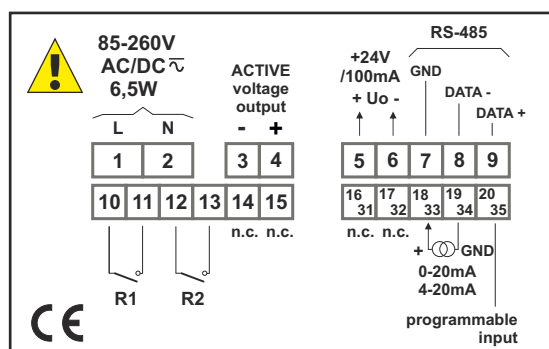 RS-485
85-260V
AC/DC
6,5W
ACTIVE
voltage
output
+24V
/100mA
GND
DATA -
DATA +
+ Uo -
L N - +
1 2 3 4 5 6 7 8 9
10 11 12 13 14 15 16 31 17 32 18 33 19 34 20 35
n.c. n.c. n.c. n.c.
+ GND
R1 R2
0-20mA
4-20mA
programmable
input
CE